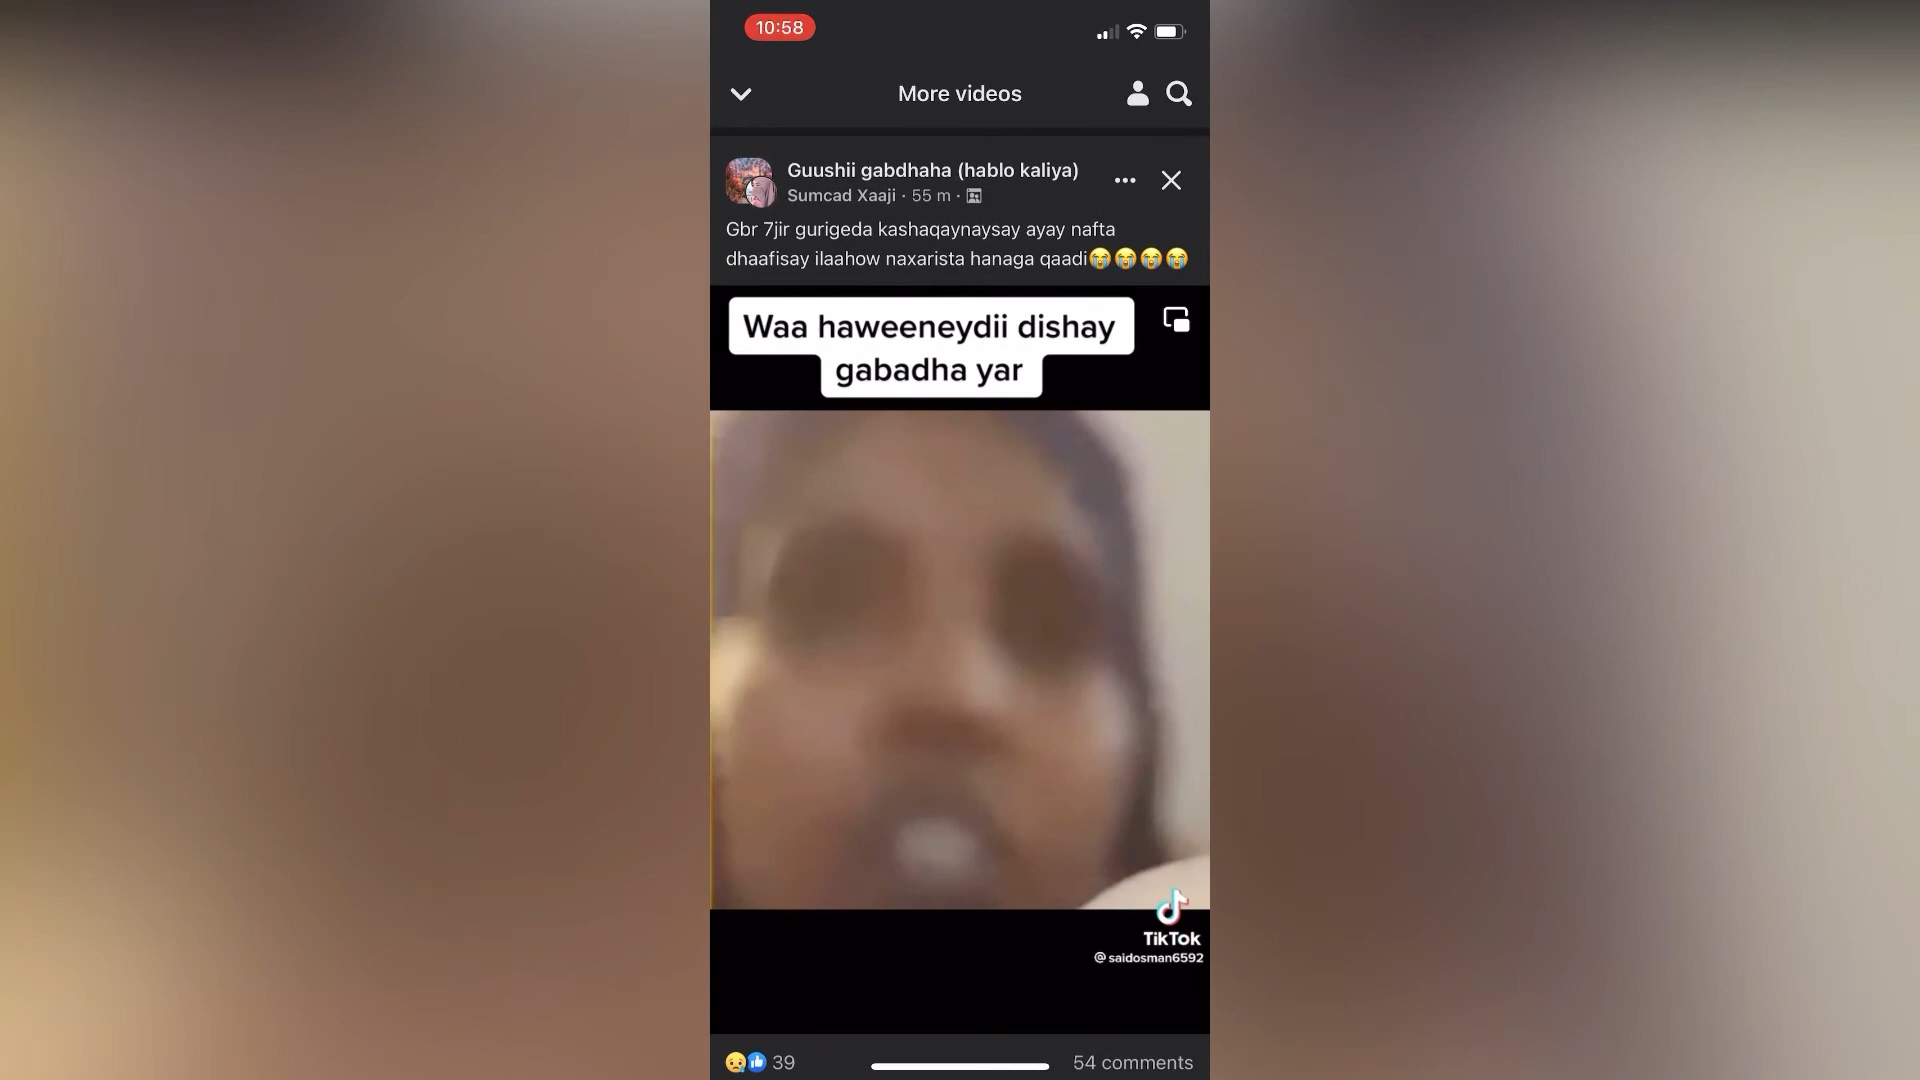 10:58
More videos
Guushii gabdhaha (hablo kaliya)
Sumcad Xaaji · 55 m ·
Gbr 7jir gurigeda kashaqaynaysay ayay nafta
dhaafisay ilaahow naxarista hanaga qaadi😭😭😭😭
Waa haweeneydii dishay
gabadha yar
TikTok
@saidosman6592
39
54 comments